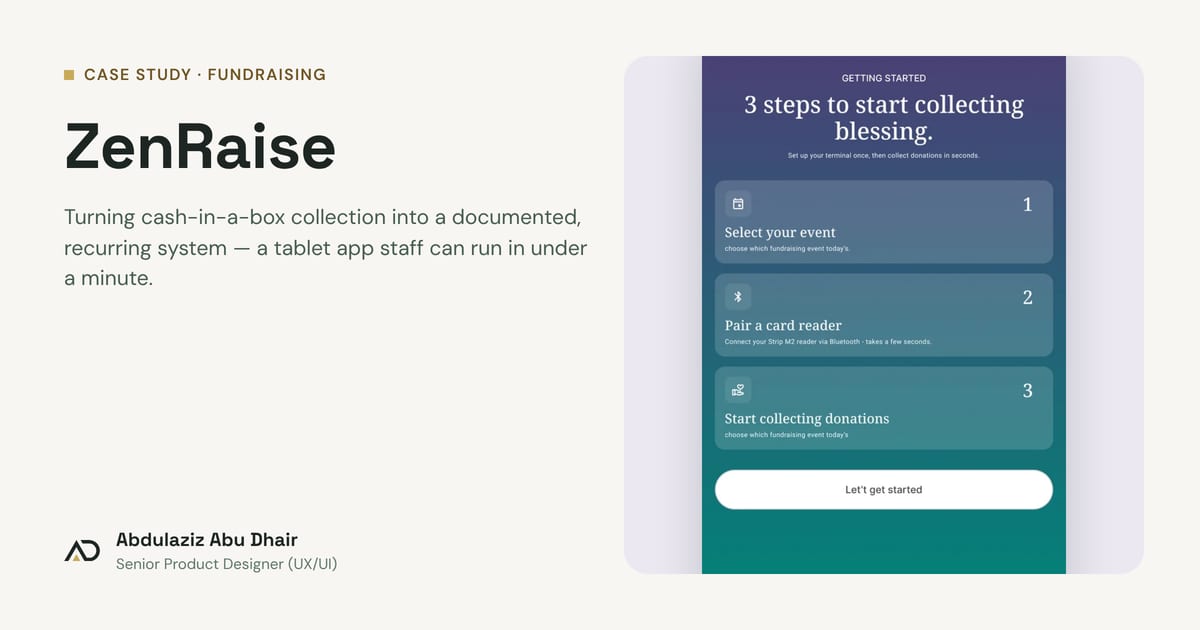 CASE STUDY · FUNDRAISING
ZenRaise
Turning cash-in-a-box collection into a documented,
recurring system — a tablet app staff can run in under
a minute.
Abdulaziz Abu Dhair
Senior Product Designer (UX/UI)
GETTING STARTED
3 steps to start collecting
blessing.
Set up your terminal once, then collect donations in seconds.
1
Select your event
choose which fundraising event today's.
2
Pair a card reader
Connect your Strip M2 reader via Bluetooth - takes a few seconds.
3
Start collecting donations
choose which fundraising event today's
Let's get started